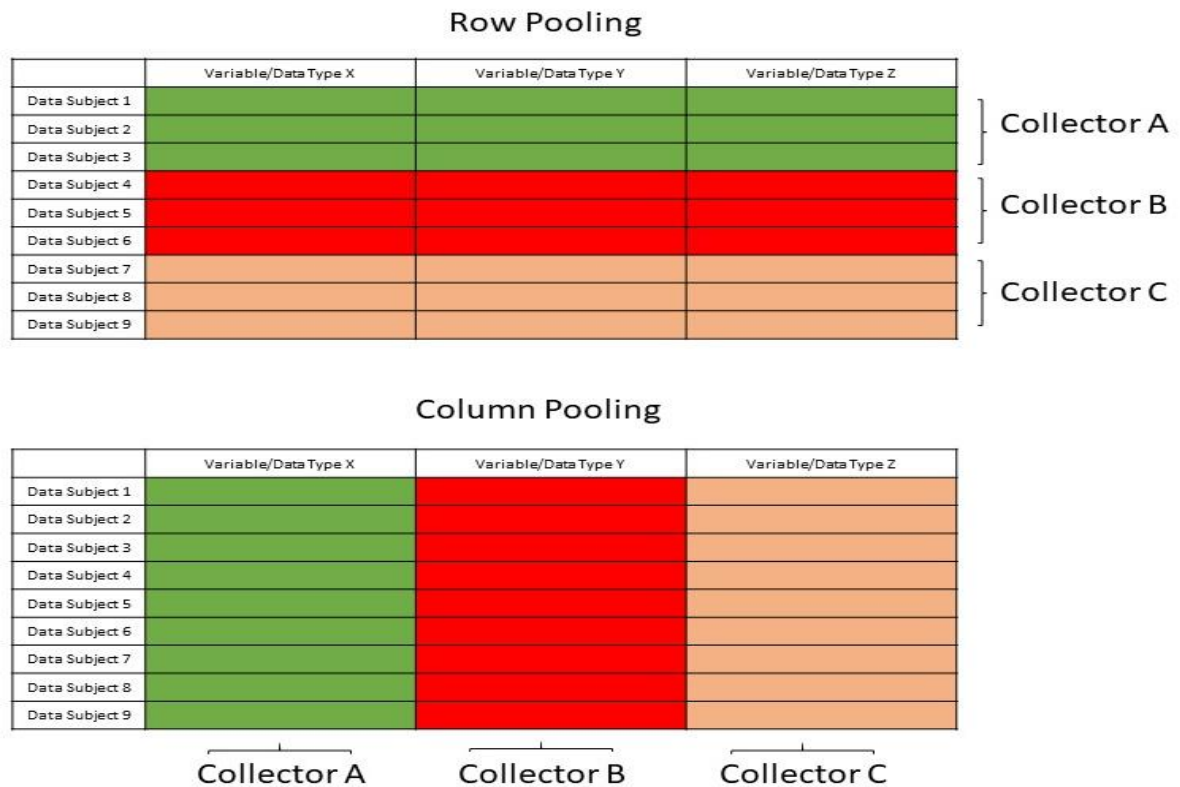 Row Pooling
Variable/Data Type X Variable/Data Type Y Variable/Data Type Z
Data Subject 1
Data Subject 2
Data Subject 3
Collector A
Data Subject 4
Data Subject 5
Data Subject 6
Collector B
Data Subject 7
Data Subject 8
Data Subject 9
Collector C
Column Pooling
Variable/Data Type X Variable/Data Type Y Variable/Data Type Z
Data Subject 1
Data Subject 2
Data Subject 3
Data Subject 4
Data Subject 5
Data Subject 6
Data Subject 7
Data Subject 8
Data Subject 9
Collector A Collector B Collector C